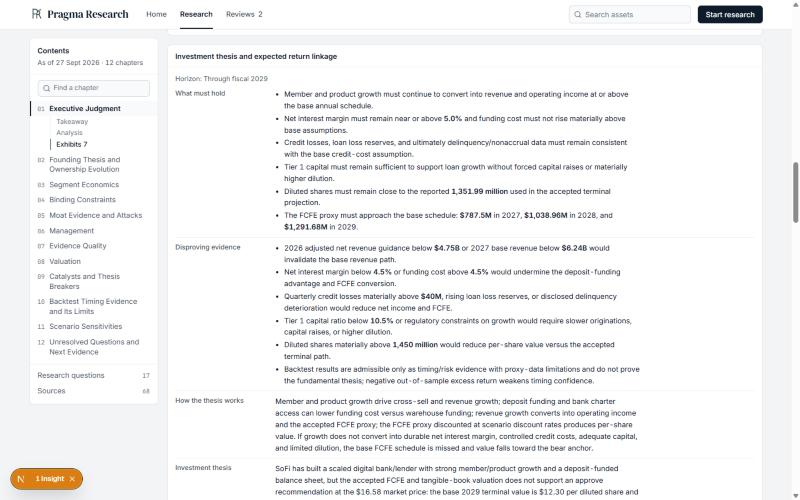 Pragma Research
Home
Research
Reviews 2
Search assets
Start research
Contents
As of 27 Sept 2026 · 12 chapters
Find a chapter
01 Executive Judgment
Takeaway
Analysis
Exhibits 7
02 Founding Thesis and
Ownership Evolution
03 Segment Economics
04 Binding Constraints
05 Moat Evidence and Attacks
06 Management
07 Evidence Quality
08 Valuation
09 Catalysts and Thesis
Breakers
10 Backtest Timing Evidence
and Its Limits
11 Scenario Sensitivities
12 Unresolved Questions and
Next Evidence
Research questions 17
Sources 68
1 Insight
Investment thesis and expected return linkage
Horizon: Through fiscal 2029
What must hold
• Member and product growth must continue to convert into revenue and operating income at or above
the base annual schedule.
• Net interest margin must remain near or above 5.0% and funding cost must not rise materially above
base assumptions.
• Credit losses, loan loss reserves, and ultimately delinquency/nonaccrual data must remain consistent
with the base credit-cost assumption.
• Tier 1 capital must remain sufficient to support loan growth without forced capital raises or materially
higher dilution.
• Diluted shares must remain close to the reported 1,351.99 million used in the accepted terminal
projection.
• The FCFE proxy must approach the base schedule: $787.5M in 2027, $1,038.96M in 2028, and
$1,291.68M in 2029.
Disproving evidence
• 2026 adjusted net revenue guidance below $4.75B or 2027 base revenue below $6.24B would
invalidate the base revenue path.
• Net interest margin below 4.5% or funding cost above 4.5% would undermine the deposit-funding
advantage and FCFE conversion.
• Quarterly credit losses materially above $40M, rising loan loss reserves, or disclosed delinquency
deterioration would reduce net income and FCFE.
• Tier 1 capital ratio below 10.5% or regulatory constraints on growth would require slower originations,
capital raises, or higher dilution.
• Diluted shares materially above 1,450 million would reduce per-share value versus the accepted
terminal path.
• Backtest results are admissible only as timing/risk evidence with proxy-data limitations and do not prove
the fundamental thesis; negative out-of-sample excess return weakens timing confidence.
How the thesis works
Member and product growth drive cross-sell and revenue growth; deposit funding and bank charter
access can lower funding cost versus warehouse funding; revenue growth converts into operating income
and the accepted FCFE proxy; the FCFE proxy discounted at scenario discount rates produces per-share
value. If growth does not convert into durable net interest margin, controlled credit costs, adequate capital,
and limited dilution, the base FCFE schedule is missed and value falls toward the bear anchor.
Investment thesis
SoFi has built a scaled digital bank/lender with strong member/product growth and a deposit-funded
balance sheet, but the accepted FCFE and tangible-book valuation does not support an approve
recommendation at the $16.58 market price: the base 2029 terminal value is $12.30 per diluted share and